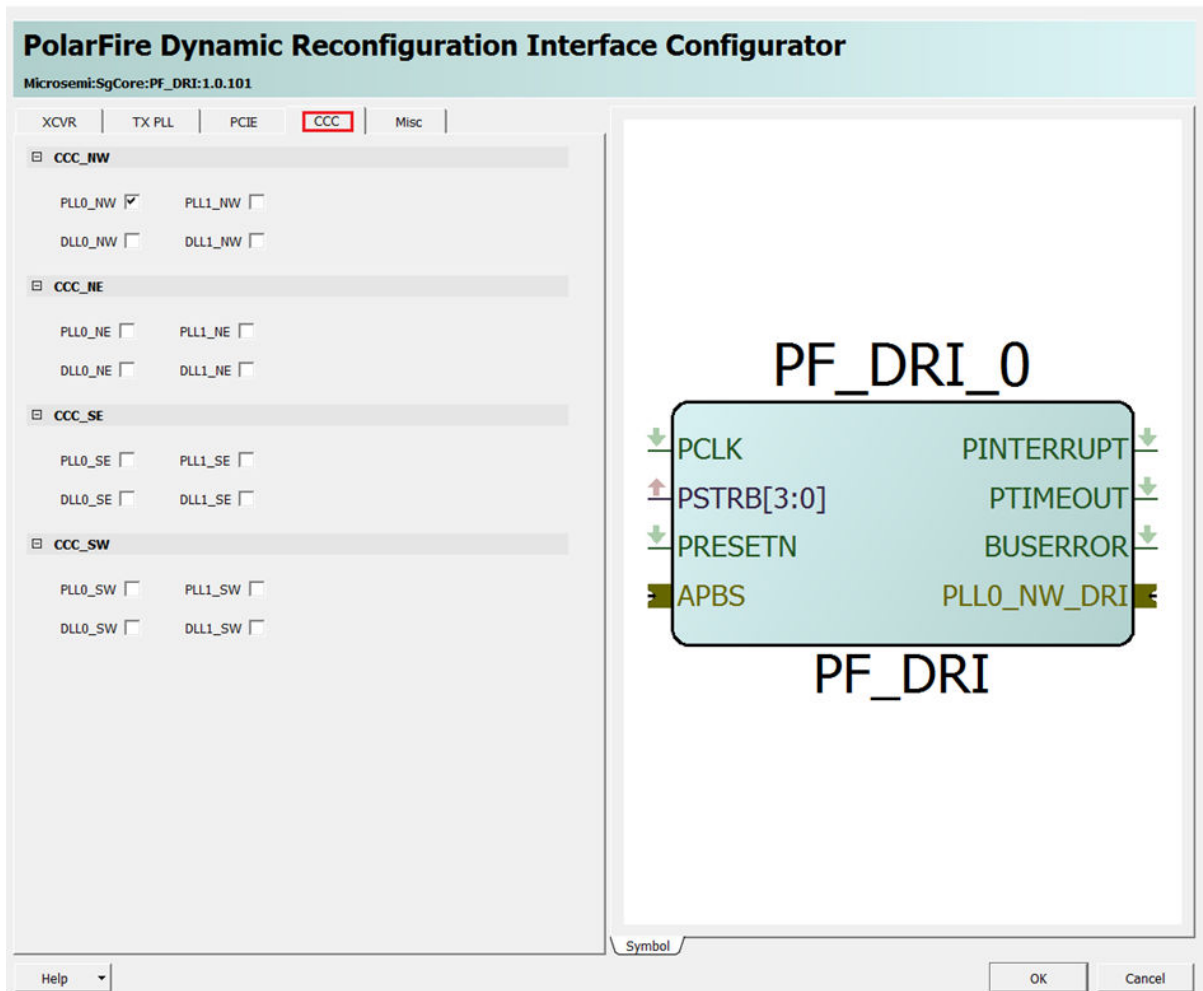 PolarFire Dynamic Reconfiguration Interface Configurator
Microsemi:SgCore:PF_DRI:1.0.101
XCVR TX PLL PCIE CCC Misc
CCC_NW
PLL0_NW PLL1_NW
DLL0_NW DLL1_NW
CCC_NE
PLL0_NE PLL1_NE
DLL0_NE DLL1_NE
CCC_SE
PLL0_SE PLL1_SE
DLL0_SE DLL1_SE
CCC_SW
PLL0_SW PLL1_SW
DLL0_SW DLL1_SW
PF_DRI_0
PCLK PINTERRUPT
PSTRB[3:0] PTIMEOUT
PRESETN BUSERROR
APBS PLL0_NW_DRI
PF_DRI
Symbol
Help OK Cancel